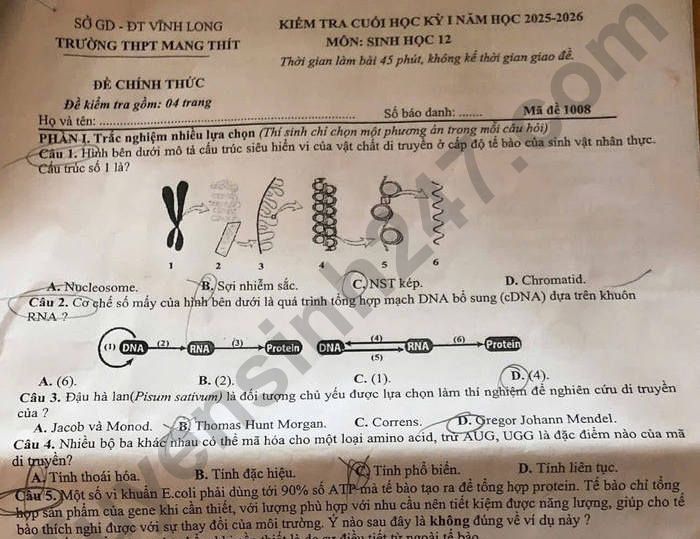 SỞ GD - ĐT VĨNH LONG
TRƯỜNG THPT MANG THÍT
KIỂM TRA CUỐI HỌC KỲ I NĂM HỌC 2025-2026
MÔN: SINH HỌC 12
Thời gian làm bài 45 phút, không kể thời gian giao đề.
ĐỀ CHÍNH THỨC
Đề kiểm tra gồm: 04 trang
Họ và tên: ............................................................
Số báo danh: ......
Mã đề 1008
PHẦN I. Trắc nghiệm nhiều lựa chọn (Thí sinh chỉ chọn một phương án trong mỗi câu hỏi)
Câu 1. Hình bên dưới mô tả cấu trúc siêu hiển vi của vật chất di truyền ở cấp độ tế bào của sinh vật nhân thực.
Cấu trúc số 1 là?
1 2 3 4 5 6
A. Nucleosome. B. Sợi nhiễm sắc. C. NST kép. D. Chromatid.
Câu 2. Cơ chế số mấy của hình bên dưới là quá trình tổng hợp mạch DNA bổ sung (cDNA) dựa trên khuôn
RNA ?
(1) DNA (2) RNA (3) Protein DNA (4) (5) RNA (6) Protein
A. (6). B. (2). C. (1). D. (4).
Câu 3. Đậu hà lan(Pisum sativum) là đối tượng chủ yếu được lựa chọn làm thí nghiệm để nghiên cứu di truyền
của ?
A. Jacob và Monod. B. Thomas Hunt Morgan. C. Correns. D. Gregor Johann Mendel.
Câu 4. Nhiều bộ ba khác nhau có thể mã hóa cho một loại amino acid, trừ AUG, UGG là đặc điểm nào của mã
di truyền?
A. Tính thoái hóa. B. Tính đặc hiệu. C. Tính phổ biến. D. Tính liên tục.
Câu 5. Một số vi khuẩn E.coli phải dùng tới 90% số ATP mà tế bào tạo ra để tổng hợp protein. Tế bào chỉ tổng
hợp sản phẩm của gene khi cần thiết, với lượng phù hợp với nhu cầu nên tiết kiệm được năng lượng, giúp cho tế
bào thích nghi được với sự thay đổi của môi trường. Ý nào sau đây là không đúng về ví dụ này ?
yensinh247.com